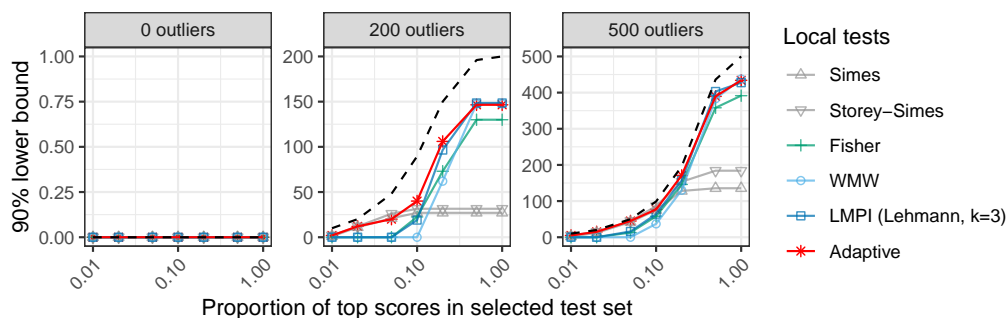 0 outliers
200 outliers
500 outliers
90% lower bound
1.00
0.75
0.50
0.25
0.00
200
150
100
50
0
500
400
300
200
100
0
0.01
0.10
1.00
0.01
0.10
1.00
0.01
0.10
1.00
Proportion of top scores in selected test set
Local tests
Simes
Storey−Simes
Fisher
WMW
LMPI (Lehmann, k=3)
Adaptive